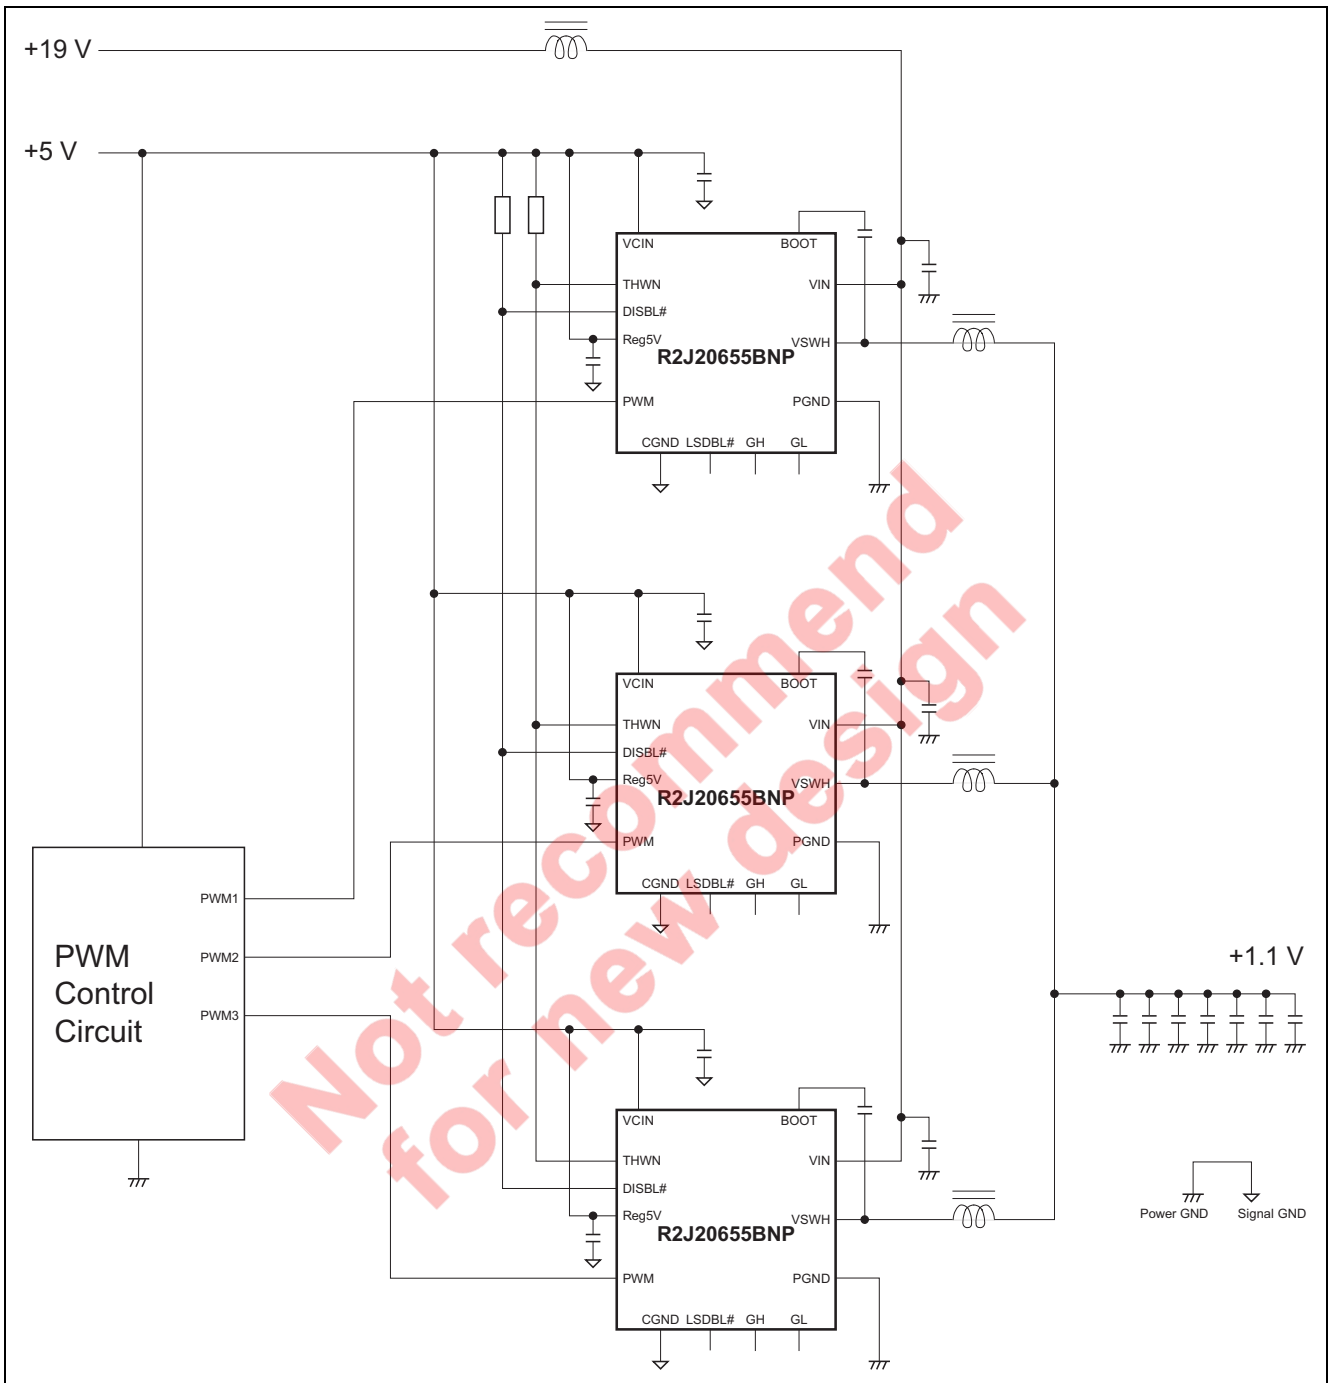 +19 V
+5 V
VCIN
BOOT
THWN
VIN
DISBL#
Reg5V
VSWH
R2J20655BNP
PWM
PGND
CGND LSDBL# GH GL
VCIN
BOOT
THWN
VIN
DISBL#
Reg5V
VSWH
R2J20655BNP
PWM
PGND
CGND LSDBL# GH GL
PWM1
PWM2
PWM3
PWM
Control
Circuit
+1.1 V
VCIN
BOOT
THWN
VIN
DISBL#
Reg5V
VSWH
R2J20655BNP
PWM
PGND
CGND LSDBL# GH GL
Power GND
Signal GND
Not recommend
for new design